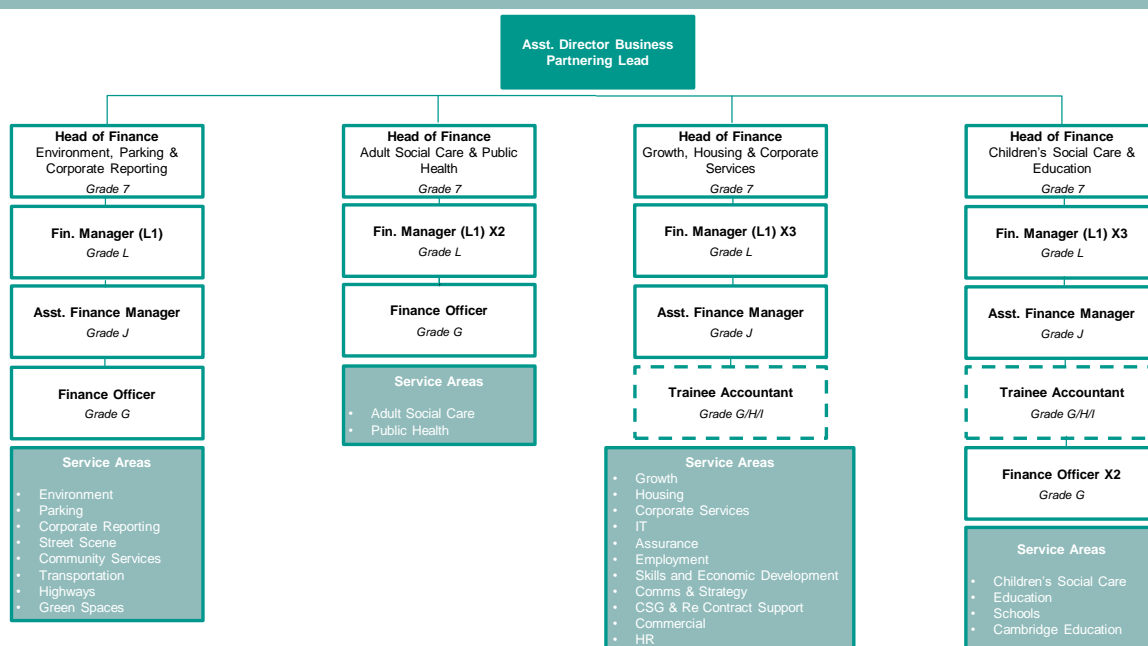 Asst. Director Business
Partnering Lead
Head of Finance
Environment, Parking &
Corporate Reporting
Grade 7
Fin. Manager (L1)
Grade L
Asst. Finance Manager
Grade J
Finance Officer
Grade G
Service Areas
• Environment
• Parking
• Corporate Reporting
• Street Scene
• Community Services
• Transportation
• Highways
• Green Spaces
Head of Finance
Adult Social Care & Public
Health
Grade 7
Fin. Manager (L1) X2
Grade L
Finance Officer
Grade G
Service Areas
• Adult Social Care
• Public Health
Head of Finance
Growth, Housing & Corporate
Services
Grade 7
Fin. Manager (L1) X3
Grade L
Asst. Finance Manager
Grade J
Trainee Accountant
Grade G/H/I
Service Areas
• Growth
• Housing
• Corporate Services
• IT
• Assurance
• Employment
• Skills and Economic Development
• Comms & Strategy
• CSG & Re Contract Support
• Commercial
• HR
Head of Finance
Children's Social Care &
Education
Grade 7
Fin. Manager (L1) X3
Grade L
Asst. Finance Manager
Grade J
Trainee Accountant
Grade G/H/I
Finance Officer X2
Grade G
Service Areas
• Children's Social Care
• Education
• Schools
• Cambridge Education